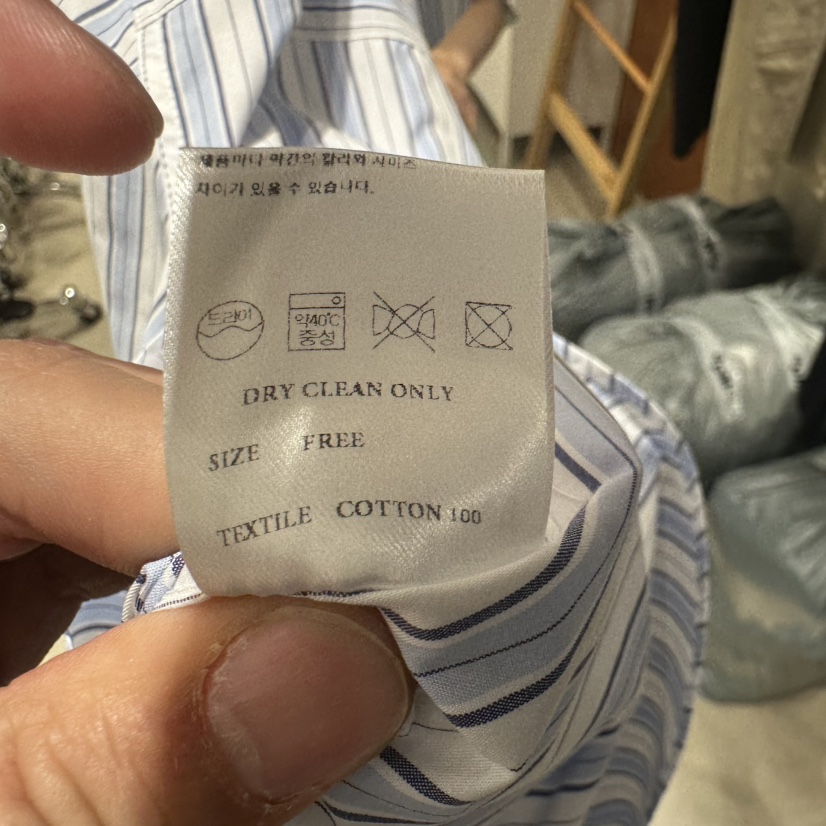 제품마다 약간의 칼라와 사이즈
차이가 있을 수 있습니다.
드라이
약40℃
중성
DRY CLEAN ONLY
SIZE FREE
TEXTILE COTTON 100